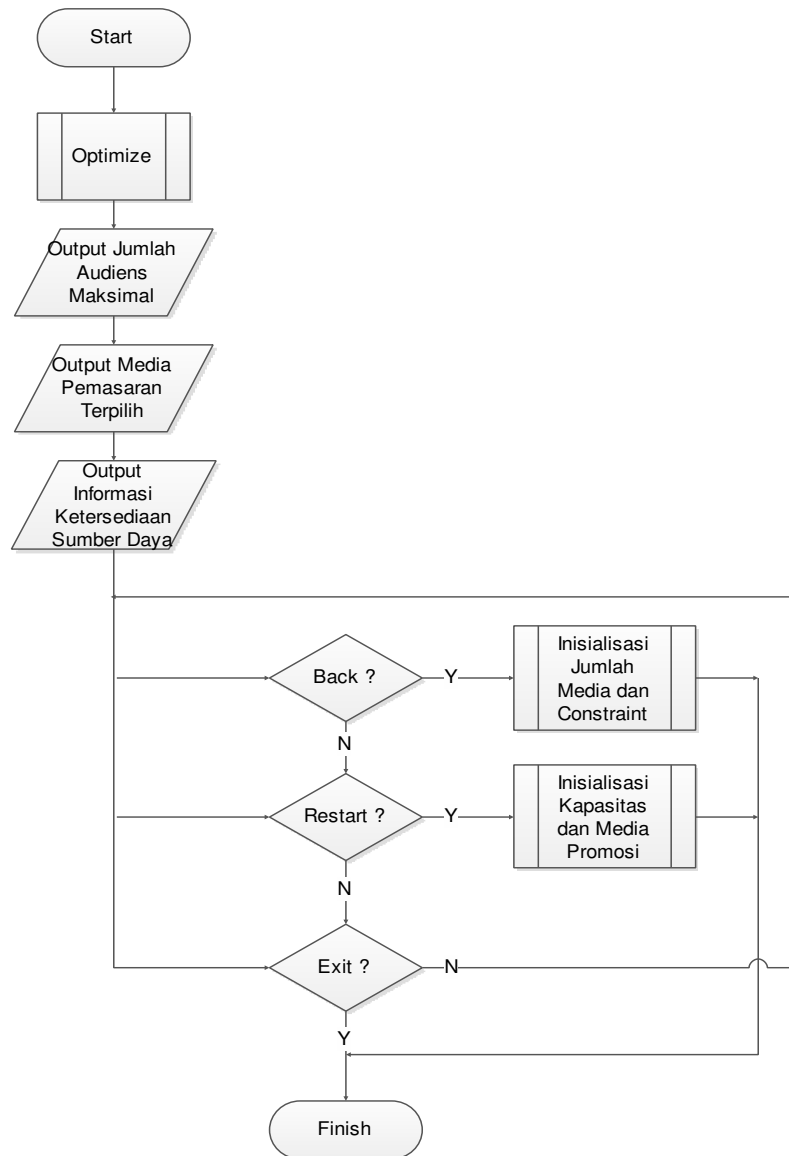 Start
Optimize
Output Jumlah
Audiens
Maksimal
Output Media
Pemasaran
Terpilih
Output
Informasi
Ketersediaan
Sumber Daya
Back ?
Y
Inisialisasi
Jumlah
Media dan
Constraint
N
Restart ?
Y
Inisialisasi
Kapasitas
dan Media
Promosi
N
Exit ?
N
Y
Finish